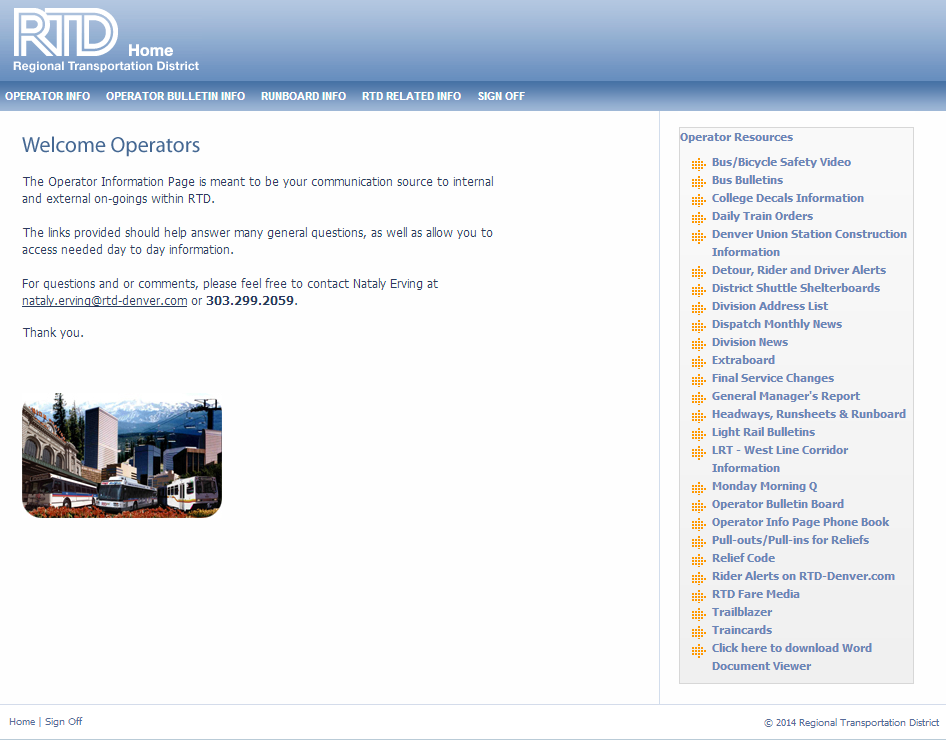 RTD Home
Regional Transportation District
OPERATOR INFO OPERATOR BULLETIN INFO RUNBOARD INFO RTD RELATED INFO SIGN OFF
Welcome Operators
The Operator Information Page is meant to be your communication source to internal
and external on-goings within RTD.
The links provided should help answer many general questions, as well as allow you to
access needed day to day information.
For questions and or comments, please feel free to contact Nataly Erving at
nataly.erving@rtd-denver.com or 303.299.2059.
Thank you.
Operator Resources
Bus/Bicycle Safety Video
Bus Bulletins
College Decals Information
Daily Train Orders
Denver Union Station Construction
Information
Detour, Rider and Driver Alerts
District Shuttle Shelterboards
Division Address List
Dispatch Monthly News
Division News
Extraboard
Final Service Changes
General Manager's Report
Headways, Runsheets & Runboard
Light Rail Bulletins
LRT - West Line Corridor
Information
Monday Morning Q
Operator Bulletin Board
Operator Info Page Phone Book
Pull-outs/Pull-ins for Reliefs
Relief Code
Rider Alerts on RTD-Denver.com
RTD Fare Media
Trailblazer
Traincards
Click here to download Word
Document Viewer
Home | Sign Off
© 2014 Regional Transportation District